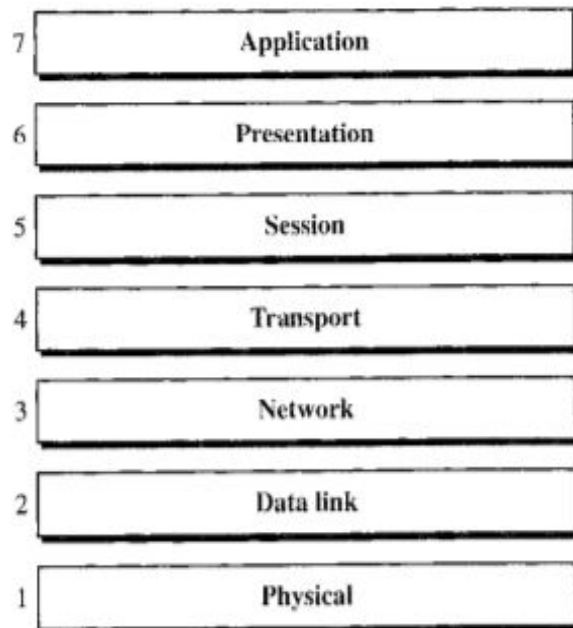 7 Application
6 Presentation
5 Session
4 Transport
3 Network
2 Data link
1 Physical